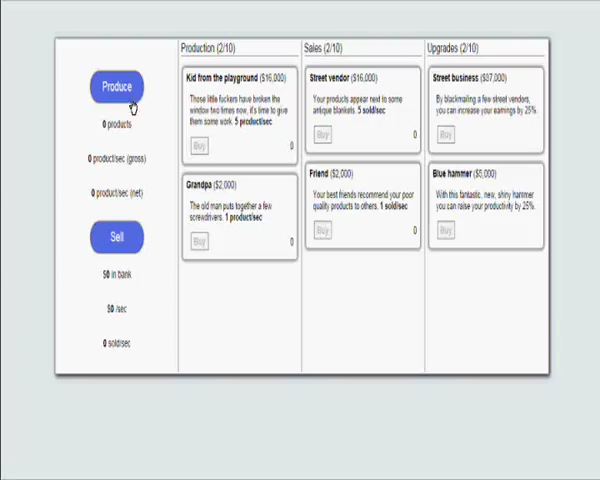 Produce
0 products
0 product/sec (gross)
0 product/sec (net)
Sell
$0 in bank
$0 /sec
0 sold/sec
Production (2/10)
Kid from the playground ($16,000)
Those little fuckers have broken the
window two times now, it's time to give
them some work. 5 product/sec
Buy
0
Grandpa ($2,000)
The old man puts together a few
screwdrivers. 1 product/sec
Buy
0
Sales (2/10)
Street vendor ($16,000)
Your products appear next to some
antique blankets. 5 sold/sec
Buy
0
Friend ($2,000)
Your best friends recommend your poor
quality products to others. 1 sold/sec
Buy
0
Upgrades (2/10)
Street business ($37,000)
By blackmailing a few street vendors,
you can increase your earnings by 25%.
Buy
Blue hammer ($5,000)
With this fantastic, new, shiny hammer
you can raise your productivity by 25%.
Buy